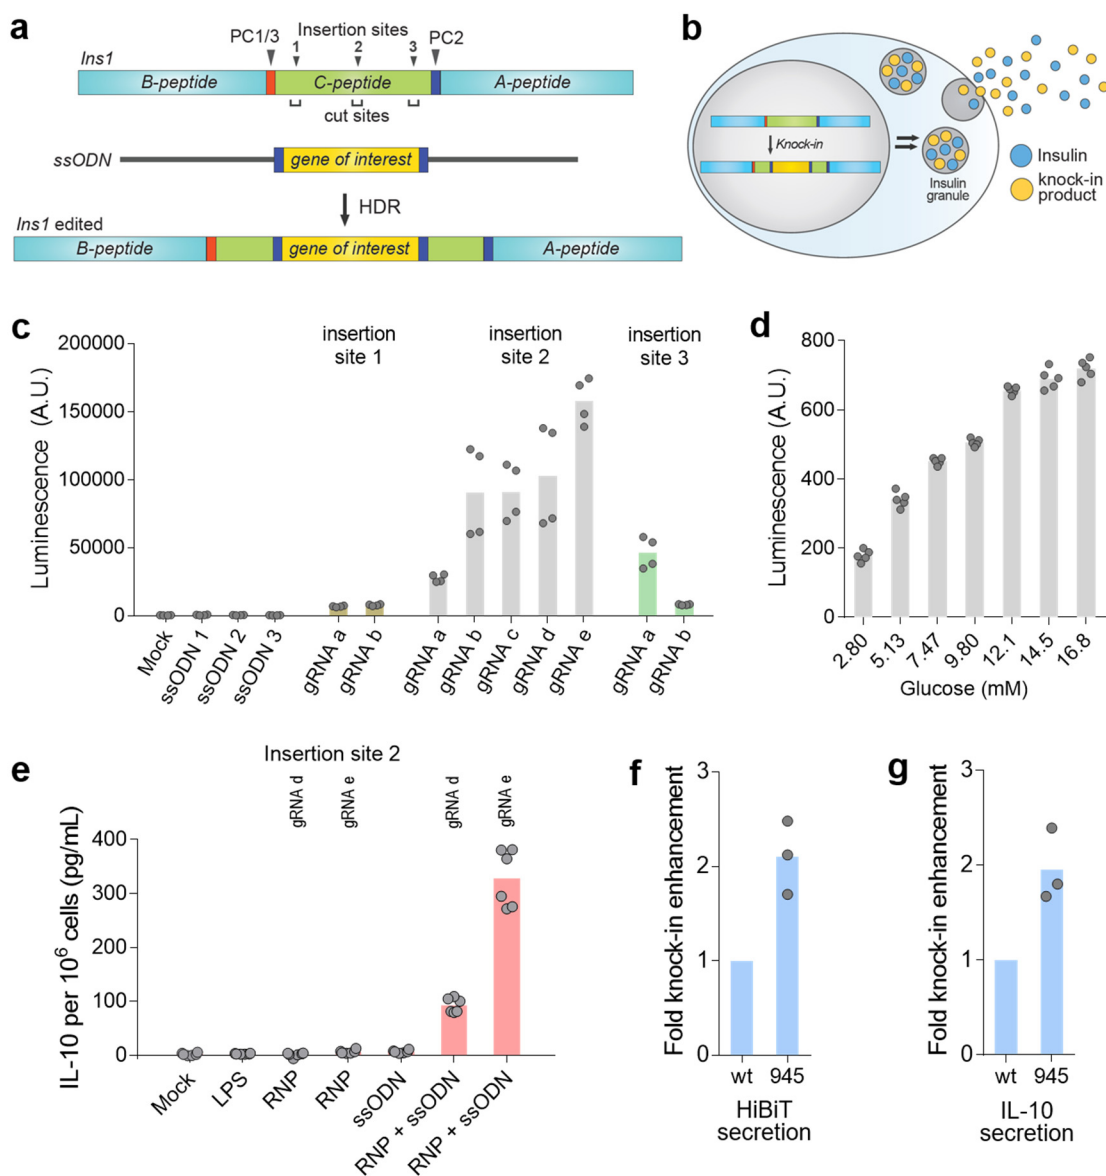 a
Ins1
PC1/3
Insertion sites
1
2
3
PC2
B-peptide
C-peptide
A-peptide
cut sites
ssODN
gene of interest
HDR
Ins1 edited
B-peptide
gene of interest
A-peptide
b
Knock-in
Insulin
granule
Insulin
knock-in
product
c
insertion
site 1
insertion
site 2
insertion
site 3
Luminescence (A.U.)
200000
150000
100000
50000
0
Mock
ssODN 1
ssODN 2
ssODN 3
gRNA a
gRNA b
gRNA a
gRNA b
gRNA c
gRNA d
gRNA e
gRNA a
gRNA b
d
Luminescence (A.U.)
800
600
400
200
0
2.80
5.13
7.47
9.80
12.1
14.5
16.8
Glucose (mM)
e
Insertion site 2
gRNA d
gRNA e
gRNA d
gRNA e
IL-10 per 10⁶ cells (pg/mL)
400
300
200
100
0
Mock
LPS
RNP
RNP
ssODN
RNP + ssODN
RNP + ssODN
f
Fold knock-in enhancement
3
2
1
0
wt
945
HiBiT
secretion
g
Fold knock-in enhancement
3
2
1
0
wt
945
IL-10
secretion